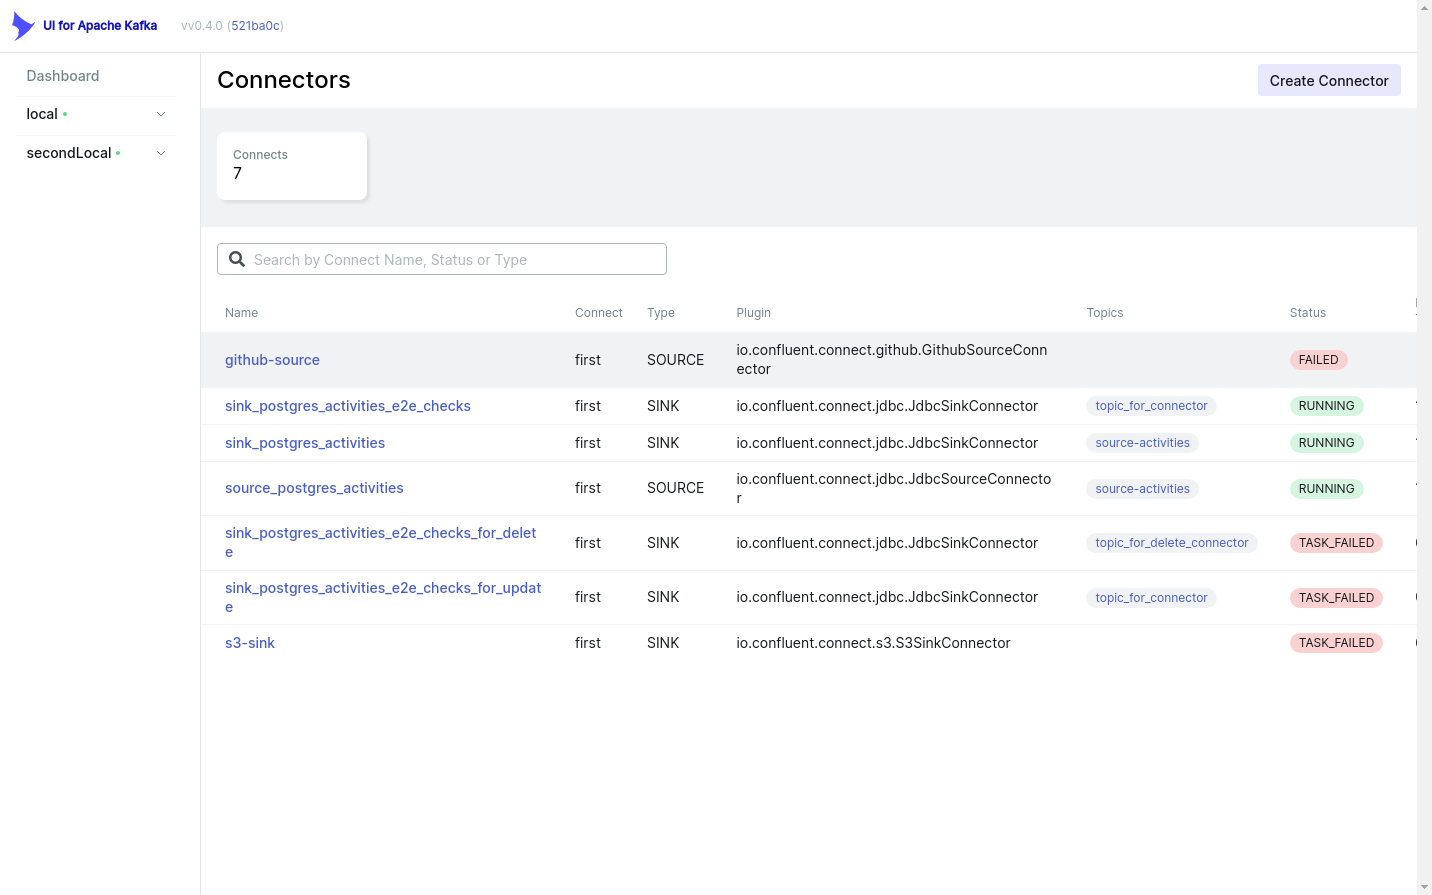 UI for Apache Kafka vv0.4.0 (521ba0c)
Dashboard
local
secondLocal
Connectors
Create Connector
Connects
7
Search by Connect Name, Status or Type
Name Connect Type Plugin Topics Status
github-source first SOURCE io.confluent.connect.github.GithubSourceConn
ector FAILED
sink_postgres_activities_e2e_checks first SINK io.confluent.connect.jdbc.JdbcSinkConnector topic_for_connector RUNNING
sink_postgres_activities first SINK io.confluent.connect.jdbc.JdbcSinkConnector source-activities RUNNING
source_postgres_activities first SOURCE io.confluent.connect.jdbc.JdbcSourceConnecto
r source-activities RUNNING
sink_postgres_activities_e2e_checks_for_delet
e first SINK io.confluent.connect.jdbc.JdbcSinkConnector topic_for_delete_connector TASK_FAILED
sink_postgres_activities_e2e_checks_for_updat
e first SINK io.confluent.connect.jdbc.JdbcSinkConnector topic_for_connector TASK_FAILED
s3-sink first SINK io.confluent.connect.s3.S3SinkConnector TASK_FAILED